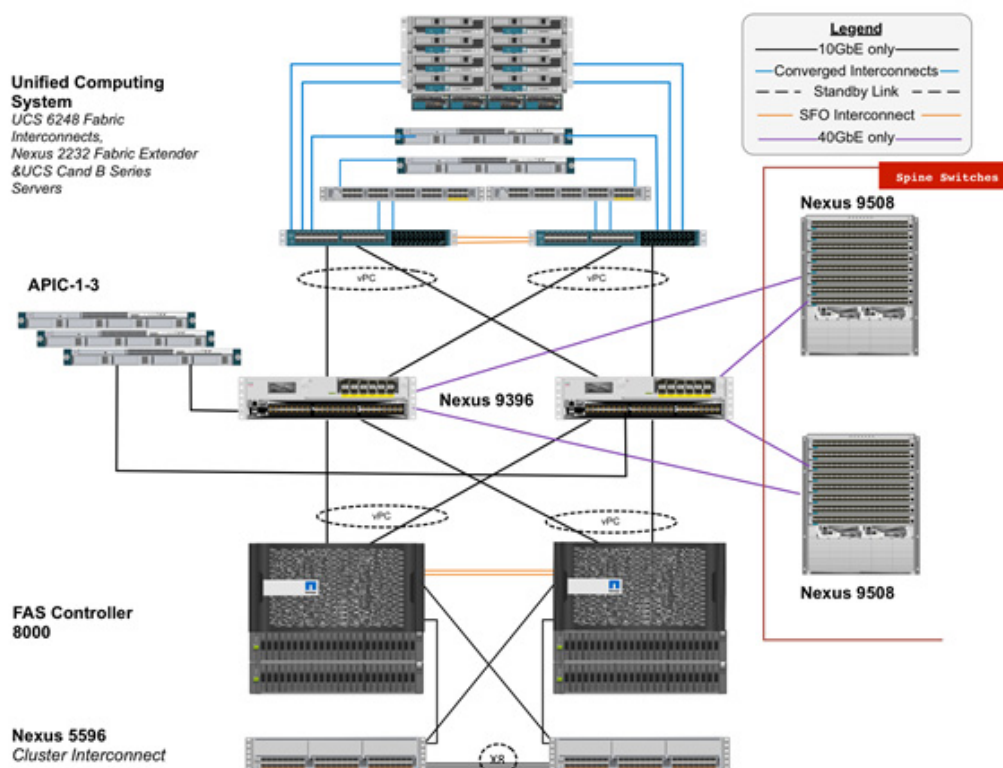 Legend
10GbE only
Converged Interconnects
Standby Link
SFO Interconnect
40GbE only
Unified Computing
System
UCS 6248 Fabric
Interconnects,
Nexus 2232 Fabric Extender
&UCS Cand B Series
Servers
Spine Switches
Nexus 9508
vPC
vPC
APIC-1-3
Nexus 9396
vPC
vPC
Nexus 9508
FAS Controller
8000
Nexus 5596
Cluster Interconnect
X8